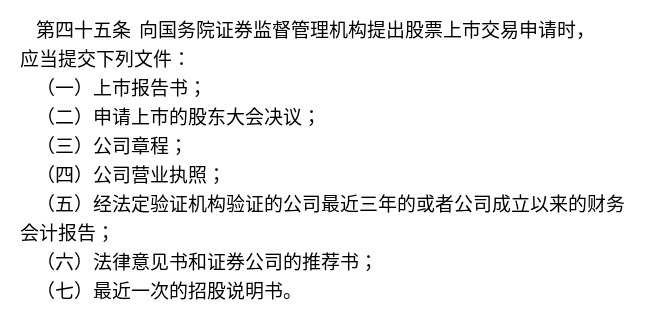 第四十五条 向国务院证券监督管理机构提出股票上市交易申请时，
应当提交下列文件：
（一）上市报告书；
（二）申请上市的股东大会决议；
（三）公司章程；
（四）公司营业执照；
（五）经法定验证机构验证的公司最近三年的或者公司成立以来的财务
会计报告；
（六）法律意见书和证券公司的推荐书；
（七）最近一次的招股说明书。